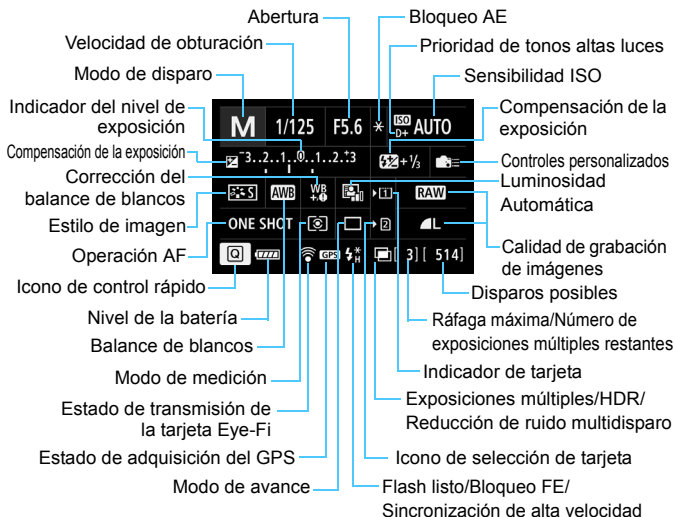 Abertura
Bloqueo AE
Velocidad de obturación
Prioridad de tonos altas luces
Modo de disparo
Sensibilidad ISO
Indicador del nivel de
exposición
Compensación de la
exposición
M 1/125 F5.6 * ISO D+ AUTO
Compensación de la exposición
-3..2..1..0..1..2.+3 +1/3
Controles personalizados
Corrección del
balance de blancos
Luminosidad
Automática
S AWB WB +/- 1 RAW
Estilo de imagen
ONE SHOT 2 L
Operación AF
Calidad de grabación
de imágenes
Q GPS H [ 3] [ 514]
Icono de control rápido
Disparos posibles
Nivel de la batería
Ráfaga máxima/Número de
exposiciones múltiples restantes
Balance de blancos
Indicador de tarjeta
Modo de medición
Exposiciones múltiples/HDR/
Reducción de ruido multidisparo
Estado de transmisión de
la tarjeta Eye-Fi
Estado de adquisición del GPS
Icono de selección de tarjeta
Modo de avance
Flash listo/Bloqueo FE/
Sincronización de alta velocidad